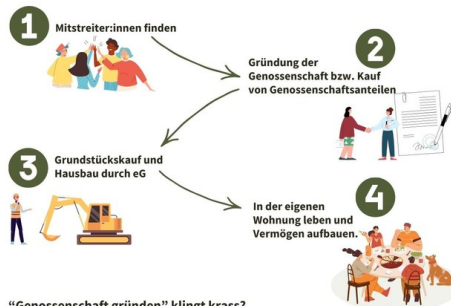 1
Mitstreiter:innen finden
2
Gründung der
Genossenschaft bzw. Kauf
von Genossenschaftsanteilen
3
Grundstückskauf und
Hausbau durch eG
4
In der eigenen
Wohnung leben und
Vermögen aufbauen.
“Genossenschaft gründen” klingt krass?